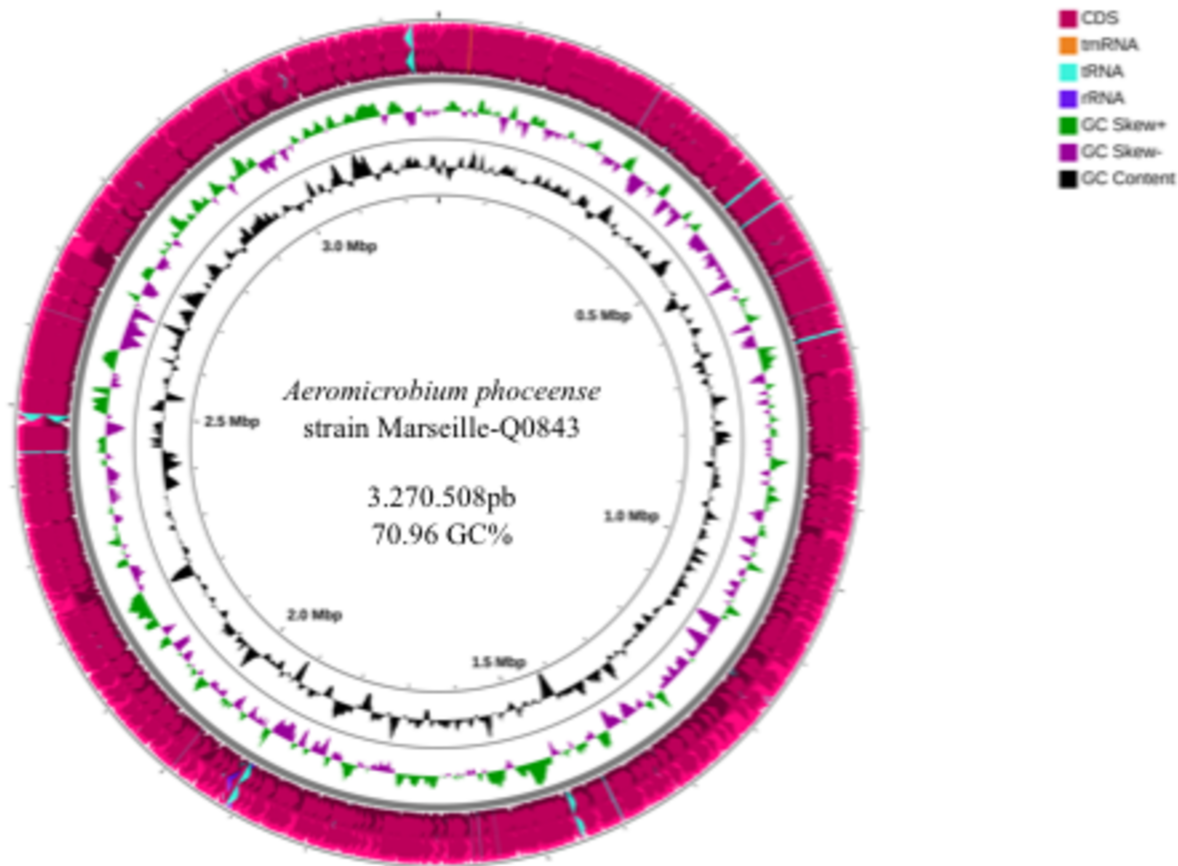 CDS
tmRNA
tRNA
rRNA
GC Skew+
GC Skew-
GC Content
3.0 Mbp
0.5 Mbp
Aeromicrobium phoceense
2.5 Mbp
strain Marseille-Q0843
3.270.508pb
1.0 Mbp
70.96 GC%
2.0 Mbp
1.5 Mbp